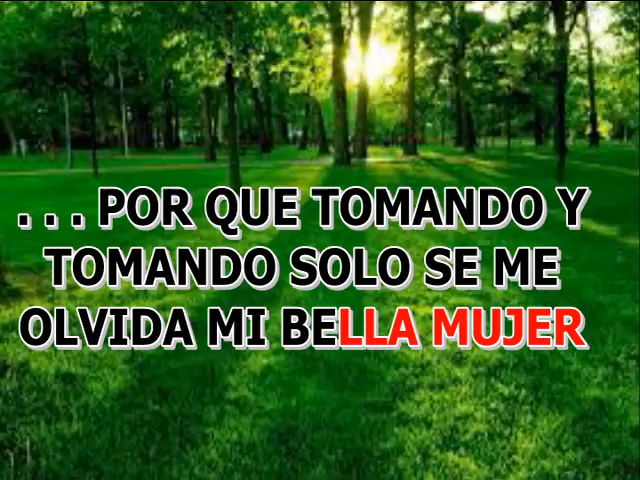 . . . POR QUE TOMANDO Y
TOMANDO SOLO SE ME
OLVIDA MI BELLA MUJER